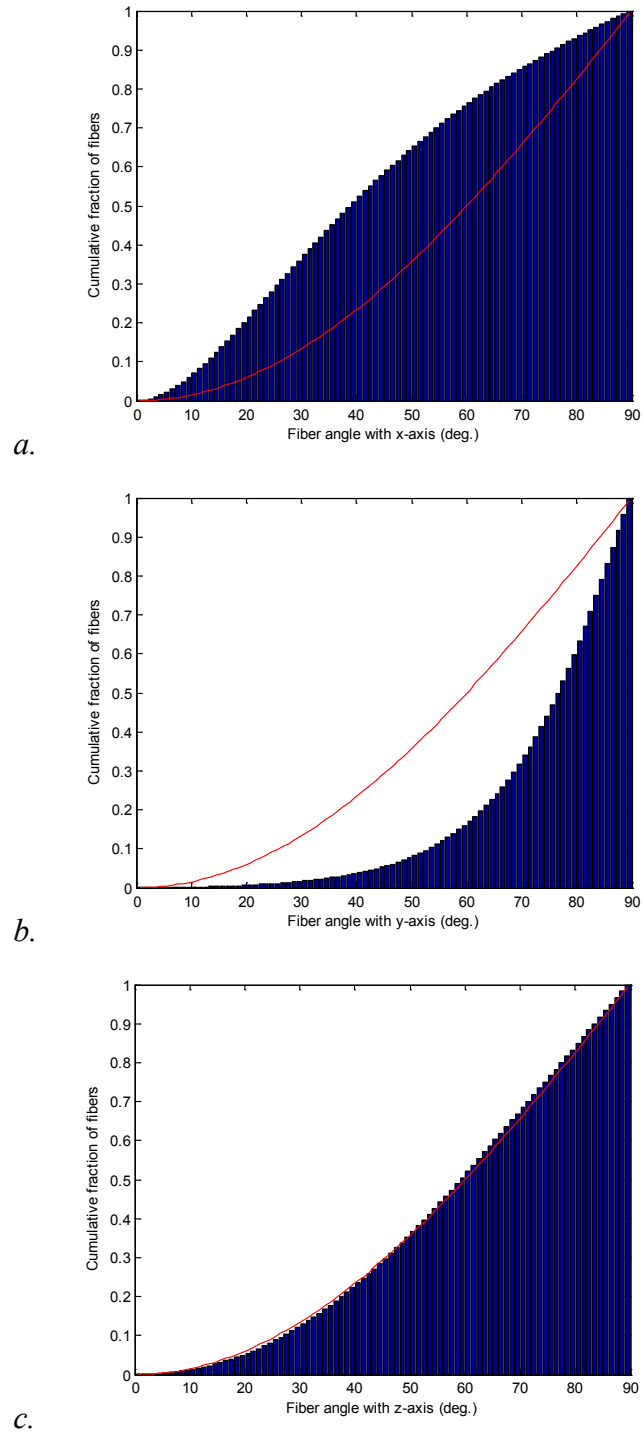 1
0.9
0.8
0.7
0.6
0.5
0.4
0.3
0.2
0.1
0
Cumulative fraction of fibers
0 10 20 30 40 50 60 70 80 90
Fiber angle with x-axis (deg.)
a.
1
0.9
0.8
0.7
0.6
0.5
0.4
0.3
0.2
0.1
0
Cumulative fraction of fibers
0 10 20 30 40 50 60 70 80 90
Fiber angle with y-axis (deg.)
b.
1
0.9
0.8
0.7
0.6
0.5
0.4
0.3
0.2
0.1
0
Cumulative fraction of fibers
0 10 20 30 40 50 60 70 80 90
Fiber angle with z-axis (deg.)
c.